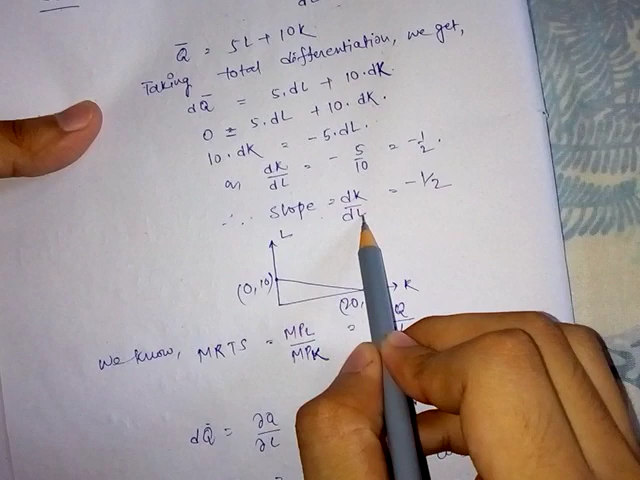 Q̄ = 5L + 10K
Taking total differentiation, we get,
dQ̄ = 5.dL + 10.dK
0 = 5.dL + 10.dK.
10.dK = -5.dL.
or, dK/dL = - 5/10 = -1/2.
∴ Slope = dK/dL = -1/2
L
(0,10)
K
(20,
We know, MRTS = MPL/MPK =
dQ̄ = ∂Q/∂L